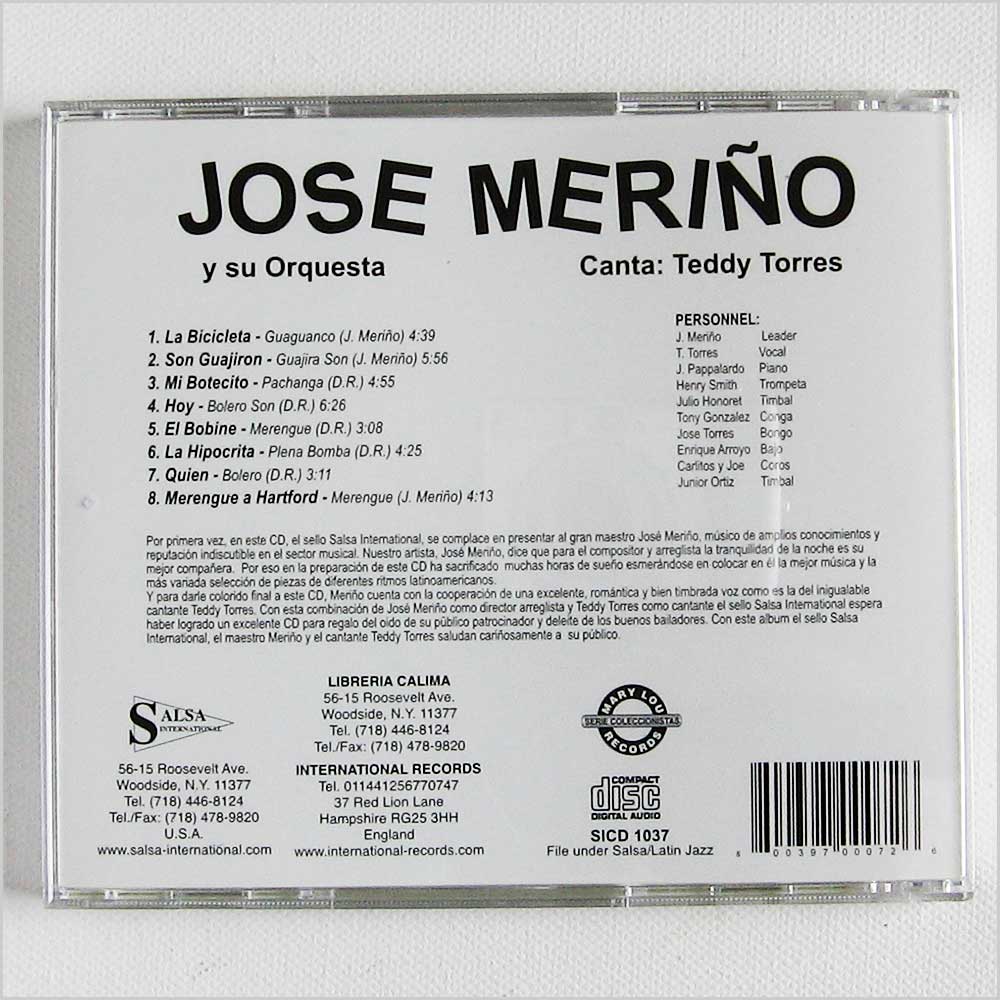 JOSE MERIÑO
y su Orquesta
Canta: Teddy Torres
1. La Bicicleta - Guaguanco (J. Meriño) 4:39
2. Son Guajiron - Guajira Son (J. Meriño) 5:56
3. Mi Botecito - Pachanga (D.R.) 4:55
4. Hoy - Bolero Son (D.R.) 6:26
5. El Bobine - Merengue (D.R.) 3:08
6. La Hipocrita - Plena Bomba (D.R.) 4:25
7. Quien - Bolero (D.R.) 3:11
8. Merengue a Hartford - Merengue (J. Meriño) 4:13
PERSONNEL:
J. Meriño Leader
T. Torres Vocal
J. Pappalardo Piano
Henry Smith Trompeta
Julio Honoret Timbal
Tony Gonzalez Conga
Jose Torres Bongo
Enrique Arroyo Bajo
Carlitos y Joe Coros
Junior Ortiz Timbal
Por primera vez, en este CD, el sello Salsa International, se complace en presentar al gran maestro José Meriño, músico de amplios conocimientos y
reputación indiscutible en el sector musical. Nuestro artista, José Meriño, dice que para el compositor y arreglista la tranquilidad de la noche es su
mejor compañera. Por eso en la preparación de este CD ha sacrificado muchas horas de sueño esmerándose en colocar en él la mejor música y la
más variada selección de piezas de diferentes ritmos latinoamericanos.
Y para darle colorido final a este CD, Meriño cuenta con la cooperación de una excelente, romántica y bien timbrada voz como es la del inigualable
cantante Teddy Torres. Con esta combinación de José Meriño como director arreglista y Teddy Torres como cantante el sello Salsa International espera
haber logrado un excelente CD para regalo del oido de su público patrocinador y deleite de los buenos bailadores. Con este album el sello Salsa
International, el maestro Meriño y el cantante Teddy Torres saludan cariñosamente a su público.
SALSA
INTERNATIONAL
56-15 Roosevelt Ave.
Woodside, N.Y. 11377
Tel. (718) 446-8124
Tel./Fax: (718) 478-9820
U.S.A.
www.salsa-international.com
LIBRERIA CALIMA
56-15 Roosevelt Ave.
Woodside, N.Y. 11377
Tel. (718) 446-8124
Tel./Fax: (718) 478-9820
INTERNATIONAL RECORDS
Tel. 011441256770747
37 Red Lion Lane
Hampshire RG25 3HH
England
www.international-records.com
MARY LOU
SERIE COLECCIONISTAS
RECORDS
COMPACT
disc
DIGITAL AUDIO
SICD 1037
File under Salsa/Latin Jazz
8 00397 00072 6